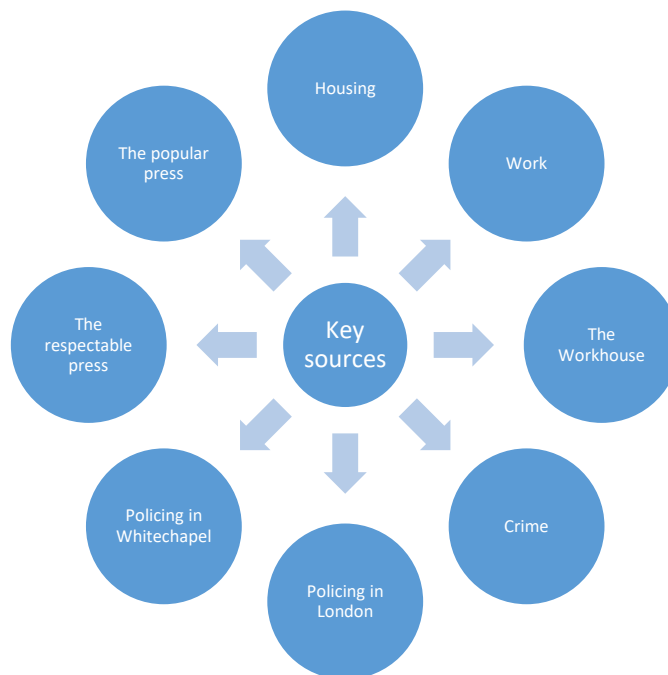 Housing
The popular
press
Work
The
respectable
press
Key
sources
The
Workhouse
Policing in
Whitechapel
Crime
Policing in
London